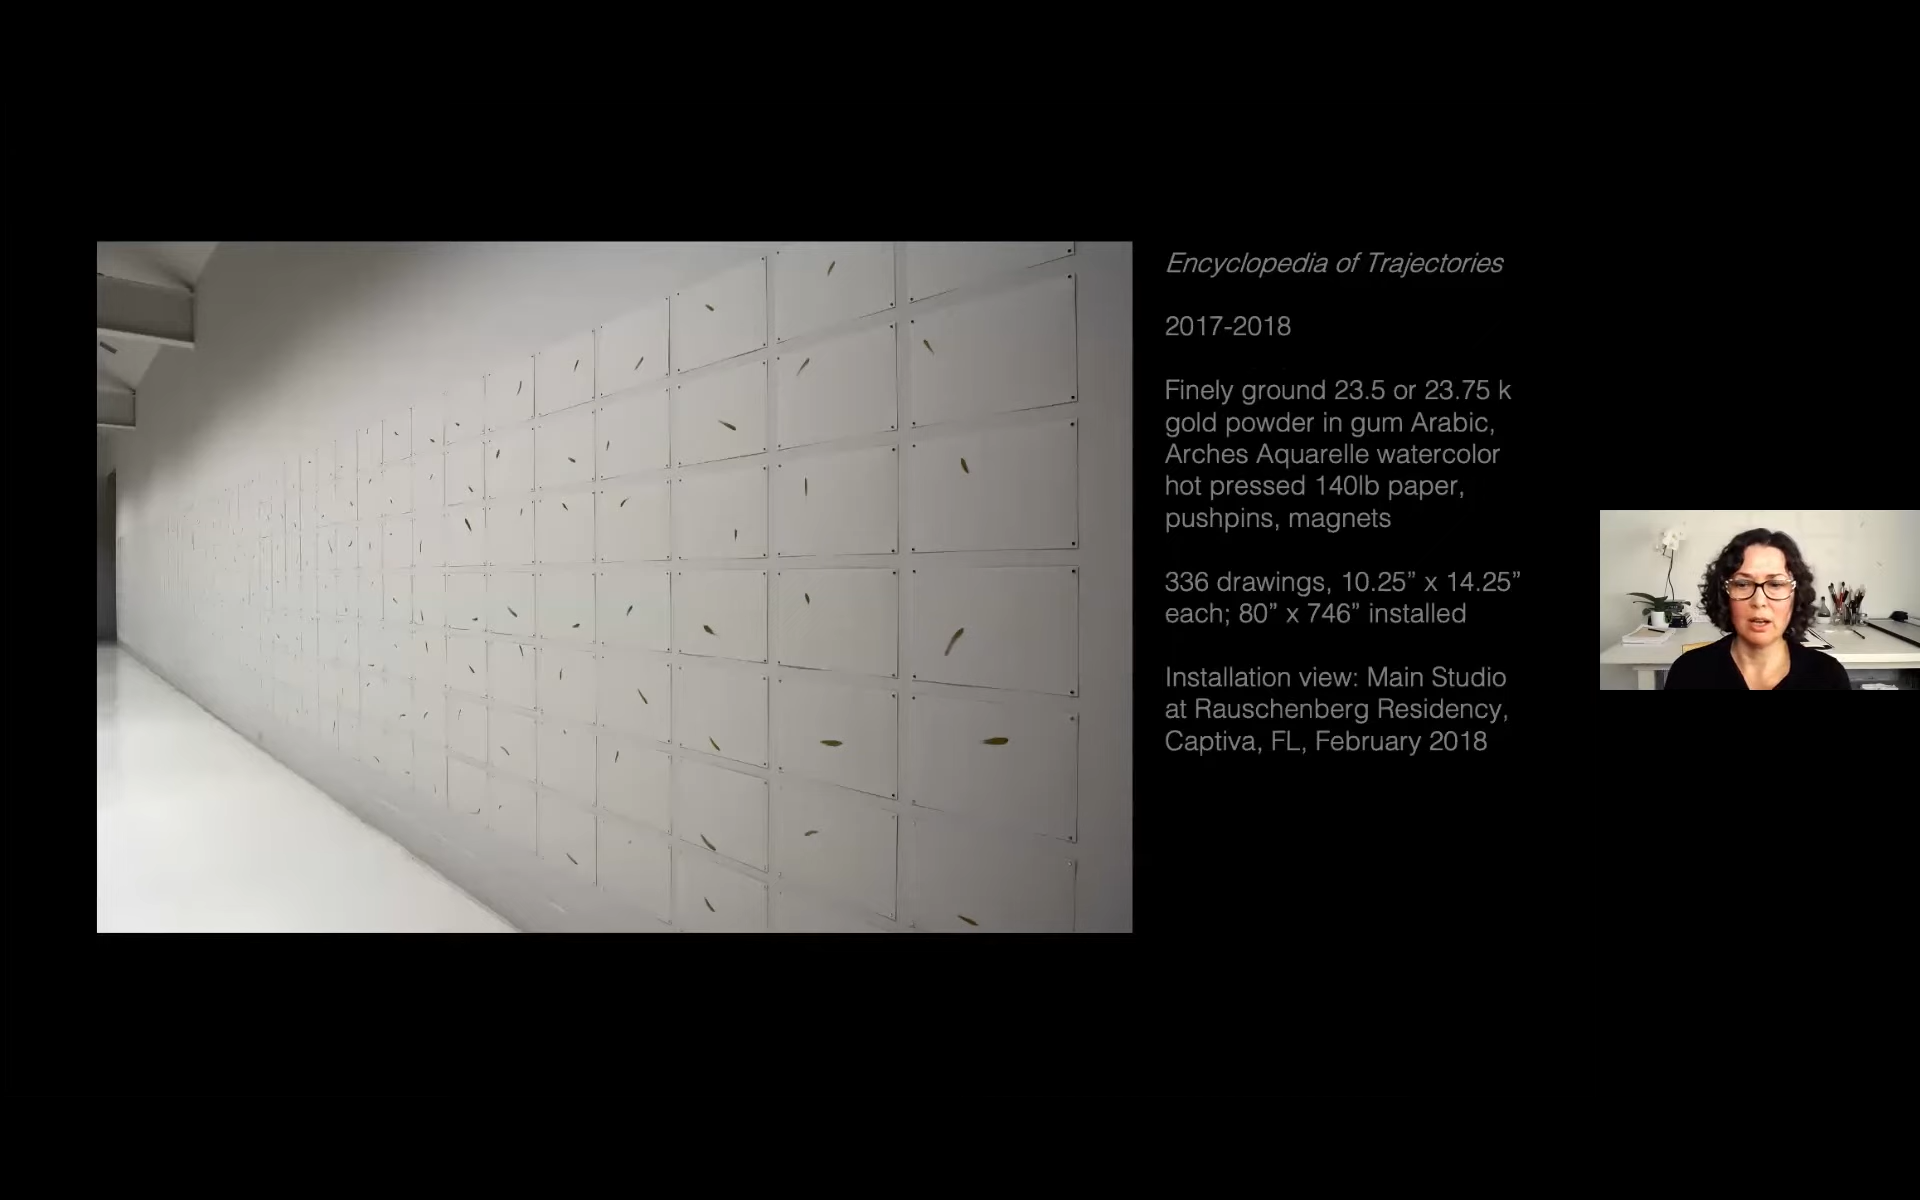 Encyclopedia of Trajectories
2017-2018
Finely ground 23.5 or 23.75 k
gold powder in gum Arabic,
Arches Aquarelle watercolor
hot pressed 140lb paper,
pushpins, magnets
336 drawings, 10.25” x 14.25”
each; 80” x 746” installed
Installation view: Main Studio
at Rauschenberg Residency,
Captiva, FL, February 2018